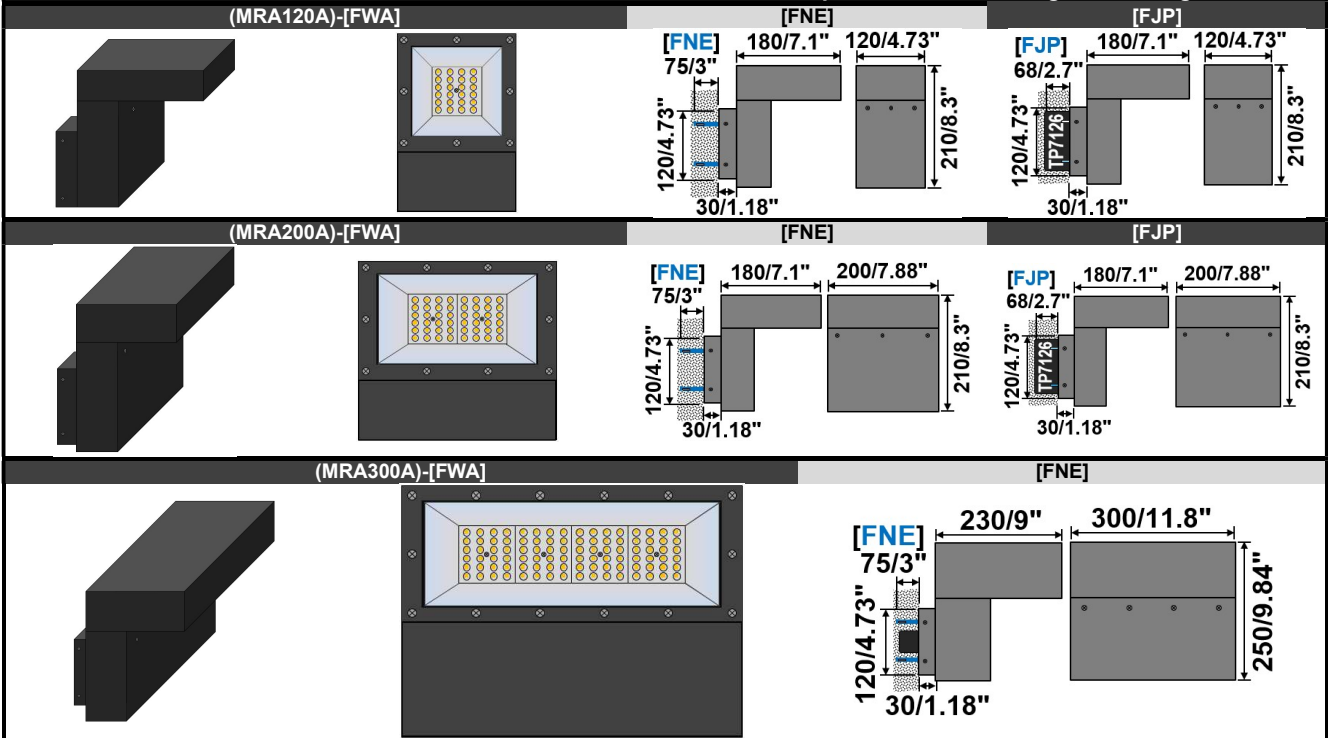 (MRA120A)-[FWA] [FNE] [FJP]
[FNE] 180/7.1" 120/4.73"
75/3"
120/4.73"
210/8.3"
30/1.18"
[FJP] 180/7.1" 120/4.73"
68/2.7"
120/4.73"
TP7126
210/8.3"
30/1.18"
(MRA200A)-[FWA] [FNE] [FJP]
[FNE] 180/7.1" 200/7.88"
75/3"
120/4.73"
210/8.3"
30/1.18"
[FJP] 180/7.1" 200/7.88"
68/2.7"
120/4.73"
TP7126
210/8.3"
30/1.18"
(MRA300A)-[FWA] [FNE]
[FNE] 230/9" 300/11.8"
75/3"
120/4.73"
250/9.84"
30/1.18"